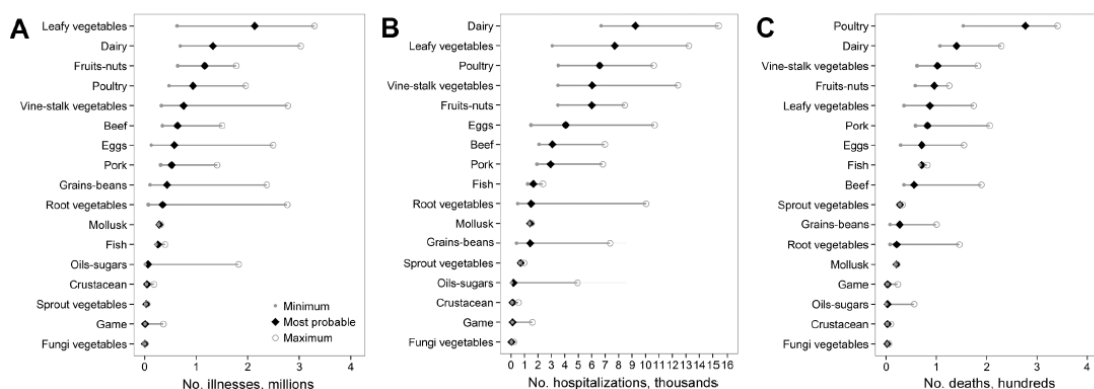 A
Leafy vegetables
Dairy
Fruits-nuts
Poultry
Vine-stalk vegetables
Beef
Eggs
Pork
Grains-beans
Root vegetables
Mollusk
Fish
Oils-sugars
Crustacean
Sprout vegetables
Game
Fungi vegetables
Minimum
Most probable
Maximum
0 1 2 3 4
No. illnesses, millions
B
Dairy
Leafy vegetables
Poultry
Vine-stalk vegetables
Fruits-nuts
Eggs
Beef
Pork
Fish
Root vegetables
Mollusk
Grains-beans
Sprout vegetables
Oils-sugars
Crustacean
Game
Fungi vegetables
0 1 2 3 4 5 6 7 8 9 10 11 12 13 14 15 16
No. hospitalizations, thousands
C
Poultry
Dairy
Vine-stalk vegetables
Fruits-nuts
Leafy vegetables
Pork
Eggs
Fish
Beef
Sprout vegetables
Grains-beans
Root vegetables
Mollusk
Game
Oils-sugars
Crustacean
Fungi vegetables
0 1 2 3 4
No. deaths, hundreds